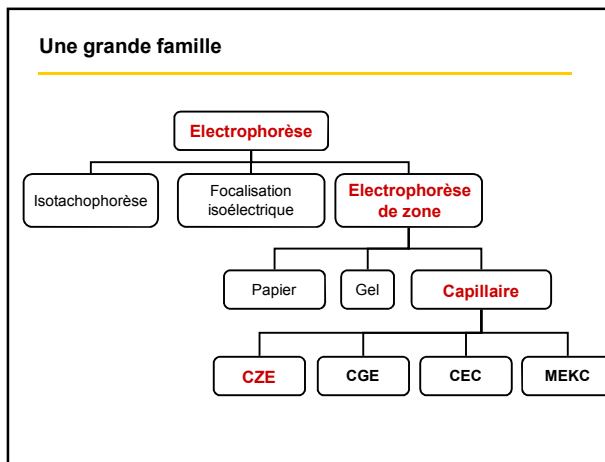 Une grande famille
Electrophorèse
Isotachophorèse
Focalisation
isoélectrique
Electrophorèse
de zone
Papier
Gel
Capillaire
CZE
CGE
CEC
MEKC